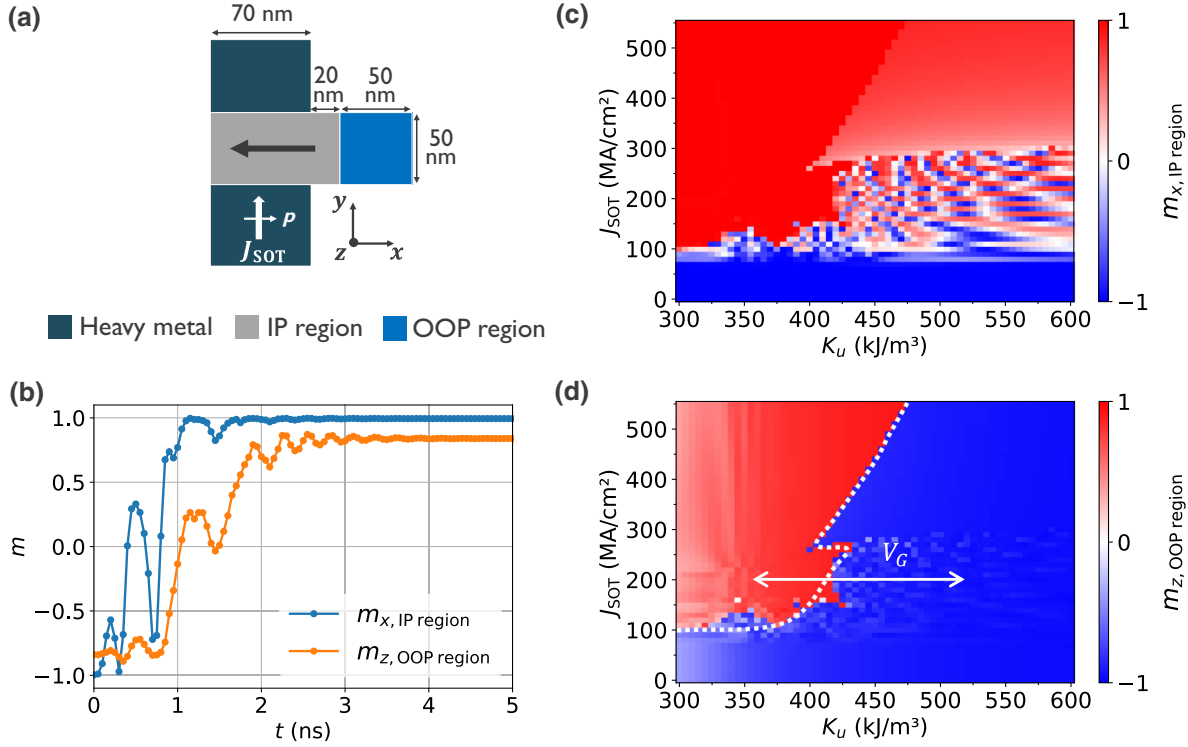 (a)
70 nm
20
nm
50
nm
50
nm
p
J_SOT
y
z
x
Heavy metal
IP region
OOP region
(b)
m
1.0
0.5
0.0
−0.5
−1.0
m_x, IP region
m_z, OOP region
0
1
2
3
4
5
t (ns)
(c)
J_SOT (MA/cm²)
500
400
300
200
100
0
300
350
400
450
500
550
600
K_u (kJ/m³)
1
0
−1
m_x, IP region
(d)
J_SOT (MA/cm²)
500
400
300
200
100
0
V_G
300
350
400
450
500
550
600
K_u (kJ/m³)
1
0
−1
m_z, OOP region